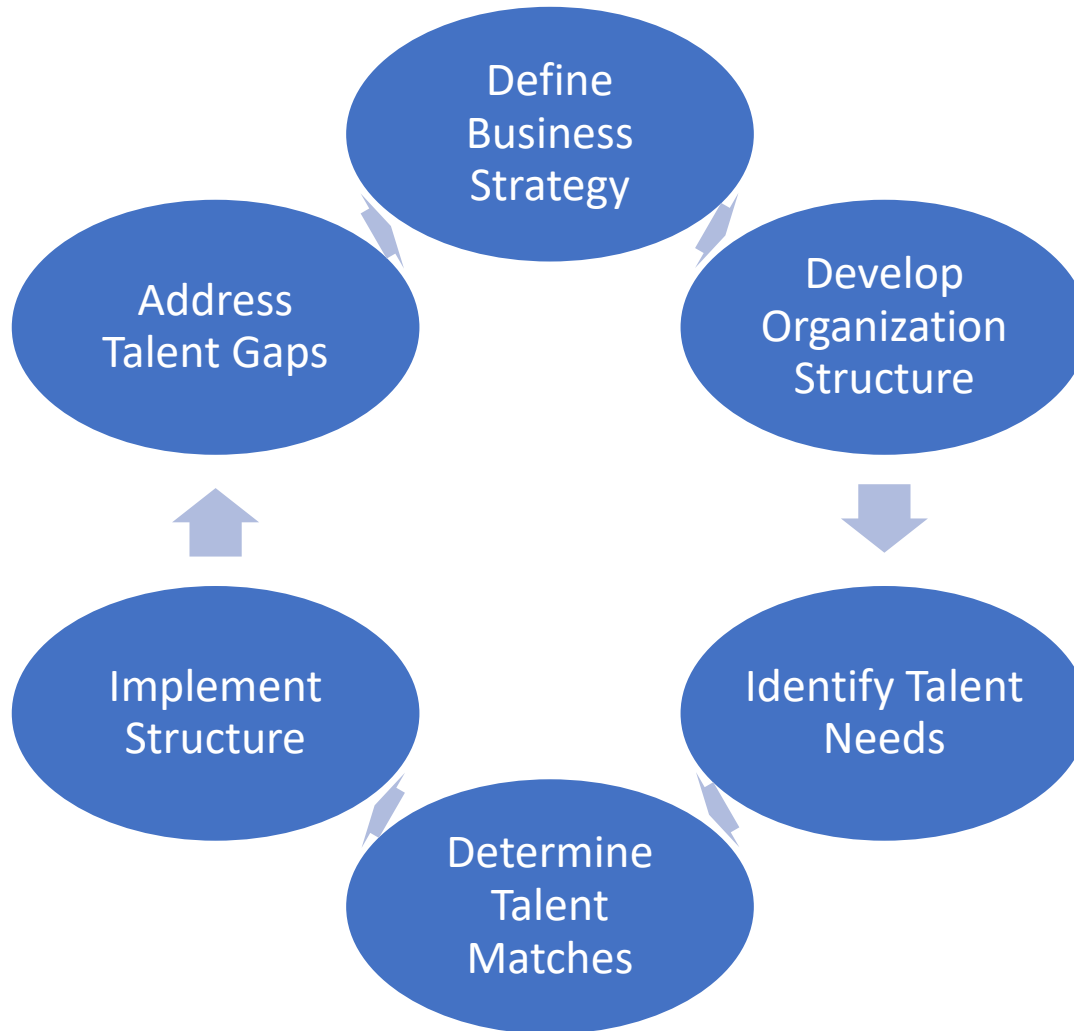 Define
Business
Strategy
Develop
Organization
Structure
Identify Talent
Needs
Determine
Talent
Matches
Implement
Structure
Address
Talent Gaps